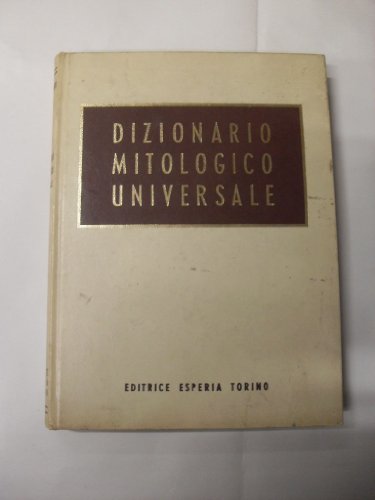 DIZIONARIO
MITOLOGICO
UNIVERSALE
EDITRICE ESPERIA TORINO